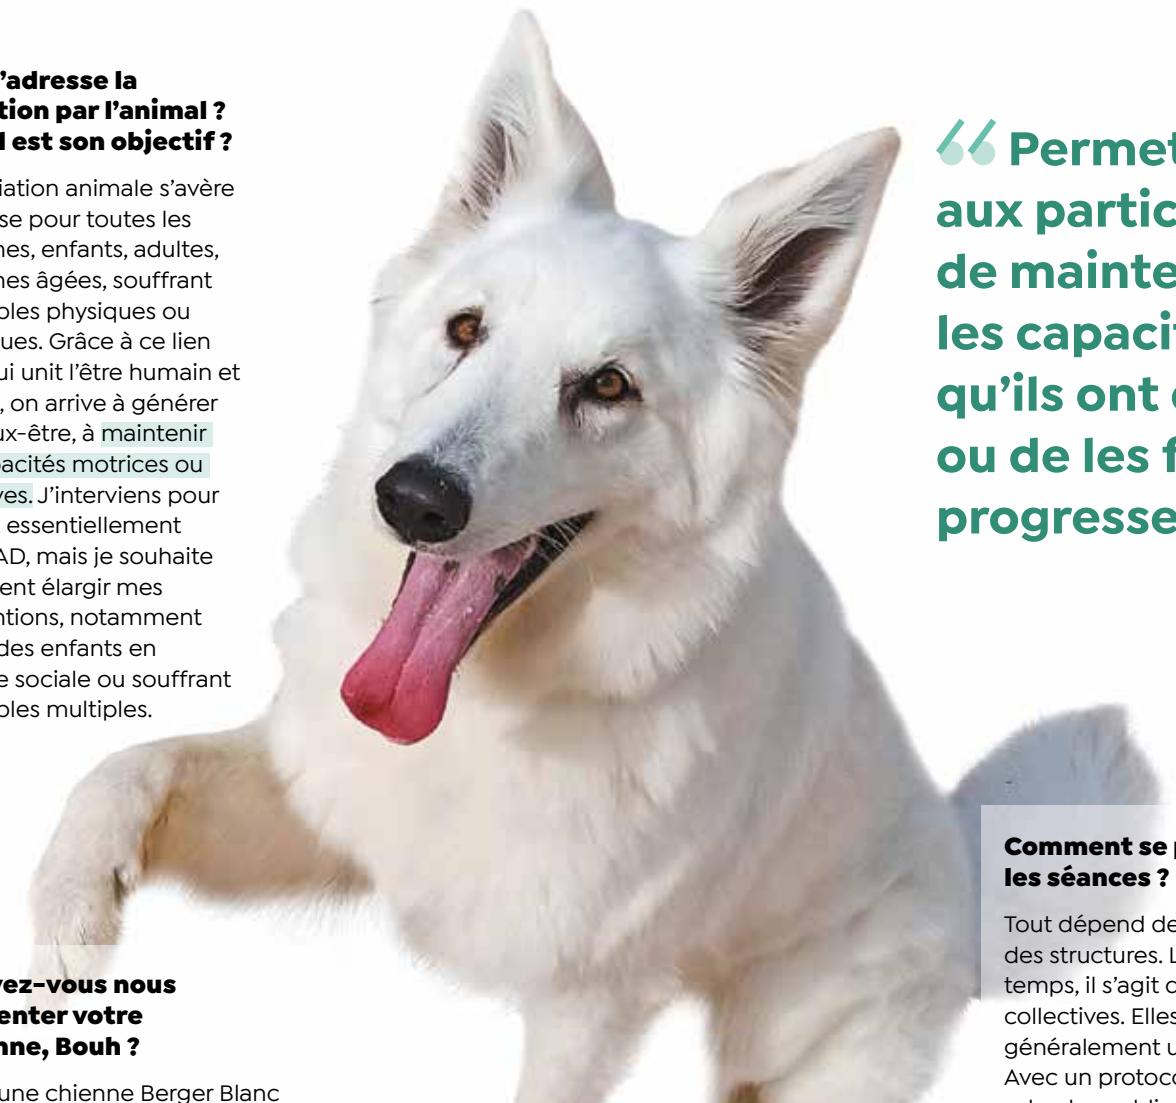 ’adresse la
tion par l’animal ?
l est son objectif ?
iation animale s’avère
se pour toutes les
nes, enfants, adultes,
nes âgées, souffrant
bles physiques ou
ques. Grâce à ce lien
ui unit l’être humain et
, on arrive à générer
ux-être, à maintenir
pacités motrices ou
ves. J’interviens pour
essentiellement
AD, mais je souhaite
ent élargir mes
ntions, notamment
des enfants en
e sociale ou souffrant
bles multiples.
vez-vous nous
enter votre
nne, Bouh ?
une chienne Berger Blanc
“ Permet
aux partic
de mainte
les capaci
qu’ils ont
ou de les f
progresse
Comment se p
les séances ?
Tout dépend de
des structures. L
temps, il s’agit d
collectives. Elles
généralement u
Avec un protoco